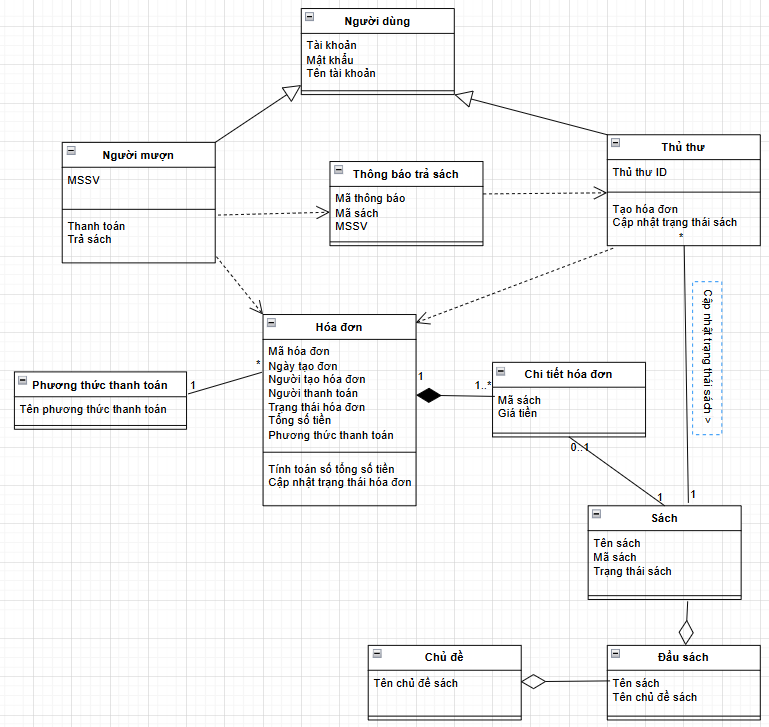 Người dùng
Tài khoản
Mật khẩu
Tên tài khoản
Người mượn
MSSV
Thanh toán
Trả sách
Thông báo trả sách
Mã thông báo
Mã sách
MSSV
Thủ thư
Thủ thư ID
Tạo hóa đơn
Cập nhật trạng thái sách
*
Cập nhật trạng thái sách >
1
Hóa đơn
Mã hóa đơn
Ngày tạo đơn
Người tạo hóa đơn
Người thanh toán
Trạng thái hóa đơn
Tổng số tiền
Phương thức thanh toán
Tính toán số tổng số tiền
Cập nhật trạng thái hóa đơn
Phương thức thanh toán
Tên phương thức thanh toán
1
*
1
1..*
Chi tiết hóa đơn
Mã sách
Giá tiền
0..1
1
Sách
Tên sách
Mã sách
Trạng thái sách
Chủ đề
Tên chủ đề sách
Đầu sách
Tên sách
Tên chủ đề sách